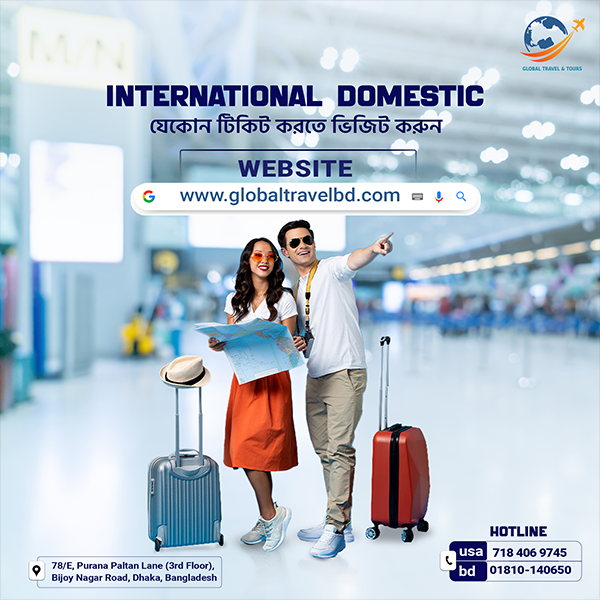 GLOBAL TRAVEL & TOURS
M/N
INTERNATIONAL DOMESTIC
যেকোন টিকিট করতে ভিজিট করুন
WEBSITE
www.globaltravelbd.com
HOTLINE
usa 718 406 9745
bd 01810-140650
78/E, Purana Paltan Lane (3rd Floor),
Bijoy Nagar Road, Dhaka, Bangladesh